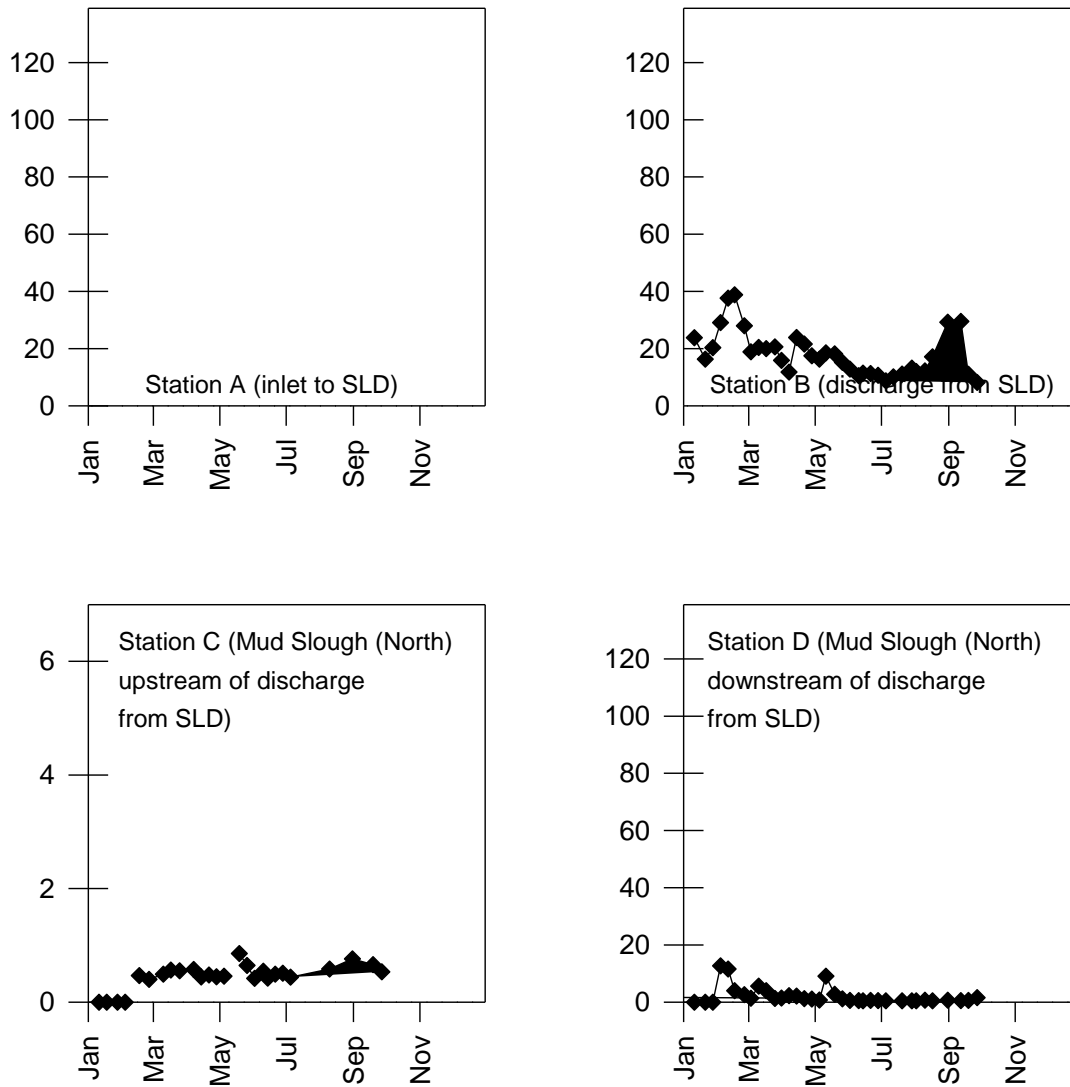 120
100
80
60
40
20
0
Station A (inlet to SLD)
Jan Mar May Jul Sep Nov
120
100
80
60
40
20
0
Station B (discharge from SLD)
Jan Mar May Jul Sep Nov
6
4
2
0
Station C (Mud Slough (North)
upstream of discharge
from SLD)
Jan Mar May Jul Sep Nov
120
100
80
60
40
20
0
Station D (Mud Slough (North)
downstream of discharge
from SLD)
Jan Mar May Jul Sep Nov